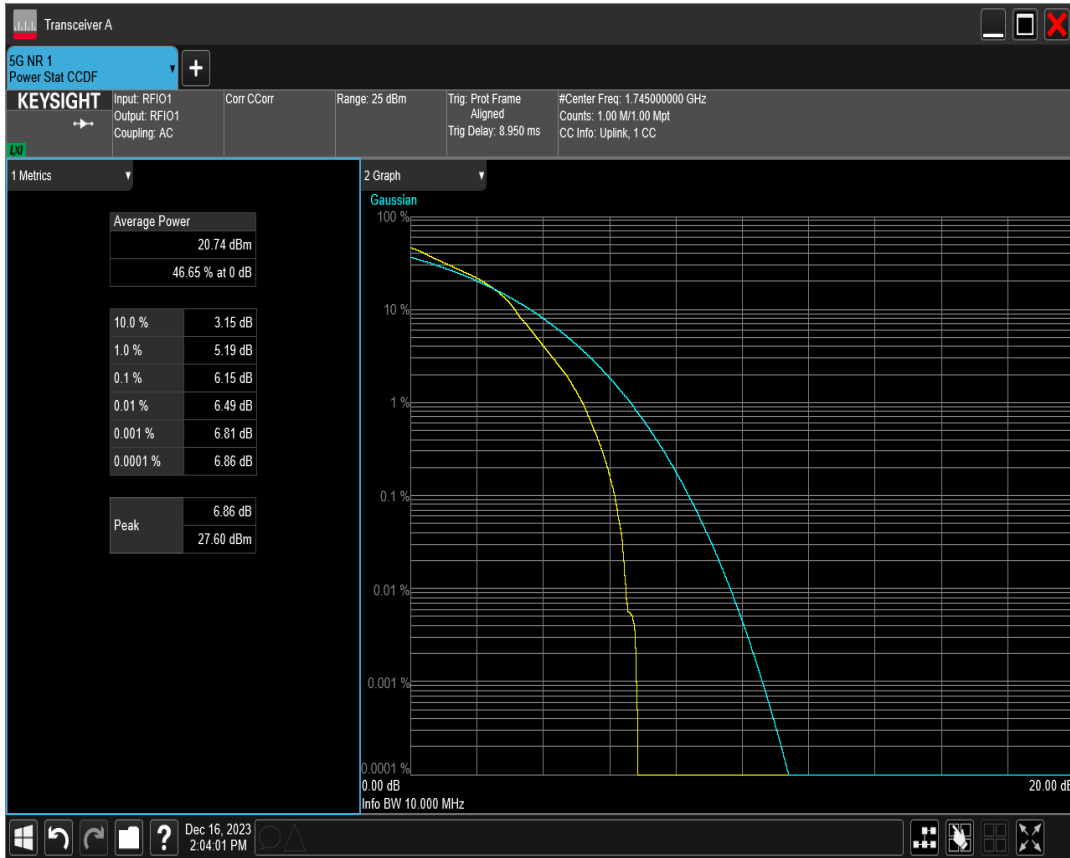 Transceiver A
5G NR 1
Power Stat CCDF
+
KEYSIGHT
LXI
Input: RFIO1
Output: RFIO1
Coupling: AC
Corr CCorr
Range: 25 dBm
Trig: Prot Frame
Aligned
Trig Delay: 8.950 ms
#Center Freq: 1.745000000 GHz
Counts: 1.00 M/1.00 Mpt
CC Info: Uplink, 1 CC
1 Metrics
Average Power
20.74 dBm
46.65 % at 0 dB
10.0 % 3.15 dB
1.0 % 5.19 dB
0.1 % 6.15 dB
0.01 % 6.49 dB
0.001 % 6.81 dB
0.0001 % 6.86 dB
Peak
6.86 dB
27.60 dBm
2 Graph
Gaussian
100 %
10 %
1 %
0.1 %
0.01 %
0.001 %
0.0001 %
0.00 dB 20.00 dB
Info BW 10.000 MHz
?
Dec 16, 2023
2:04:01 PM